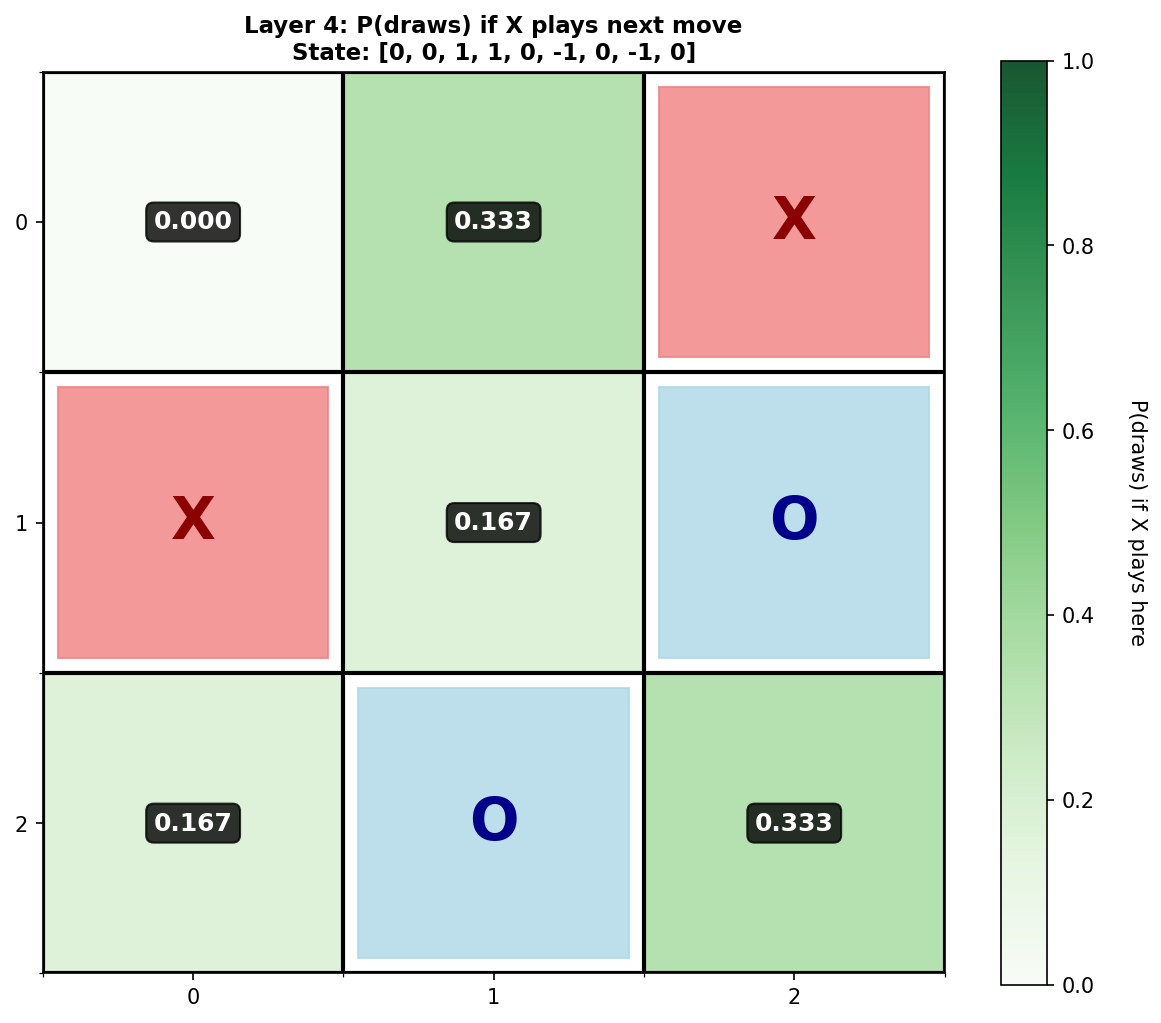 Layer 4: P(draws) if X plays next move
State: [0, 0, 1, 1, 0, -1, 0, -1, 0]
0 0.000 0.333 X
1 X 0.167 O
2 0.167 O 0.333
0 1 2
1.0
0.8
0.6
0.4
0.2
0.0
P(draws) if X plays here